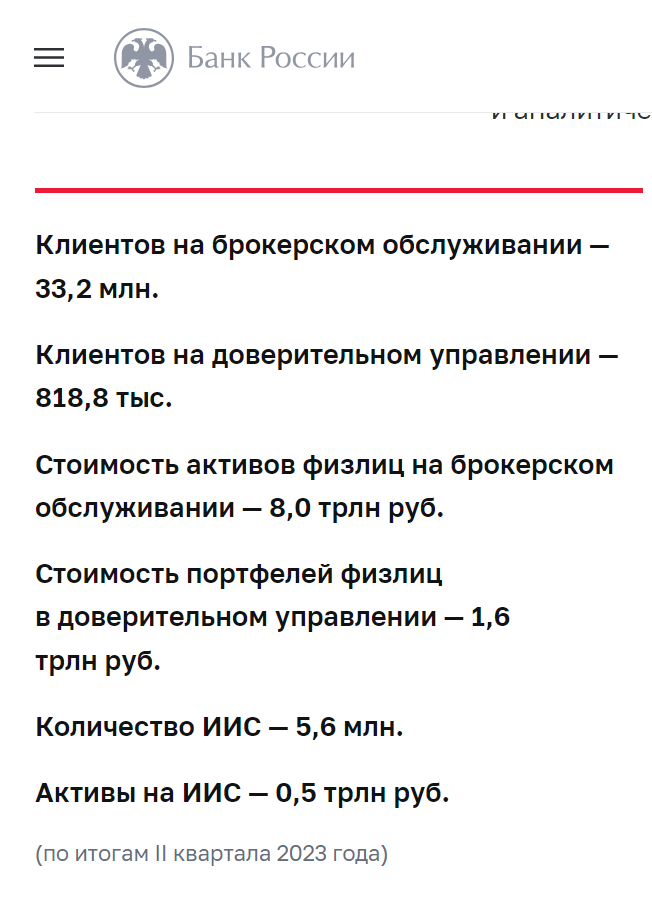 Банк России
и аналитиче
Клиентов на брокерском обслуживании —
33,2 млн.
Клиентов на доверительном управлении —
818,8 тыс.
Стоимость активов физлиц на брокерском
обслуживании — 8,0 трлн руб.
Стоимость портфелей физлиц
в доверительном управлении — 1,6
трлн руб.
Количество ИИС — 5,6 млн.
Активы на ИИС — 0,5 трлн руб.
(по итогам II квартала 2023 года)